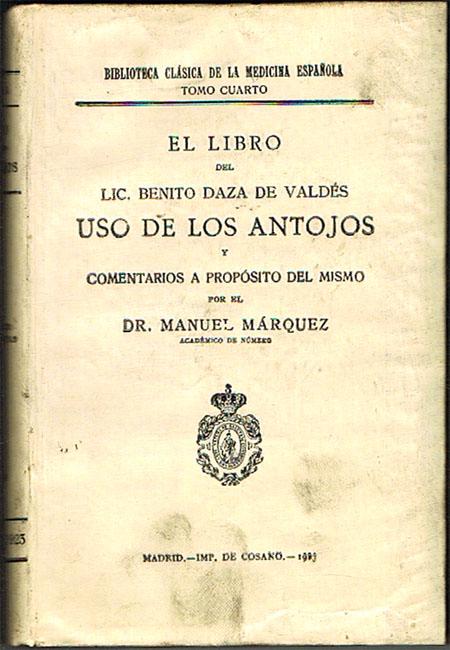 BIBLIOTECA CLÁSICA DE LA MEDICINA ESPAÑOLA
TOMO CUARTO
EL LIBRO
DEL
LIC. BENITO DAZA DE VALDÉS
USO DE LOS ANTOJOS
Y
COMENTARIOS A PROPÓSITO DEL MISMO
POR EL
DR. MANUEL MÁRQUEZ
ACADÉMICO DE NÚMERO
MADRID.—IMP. DE COSANO.—1923